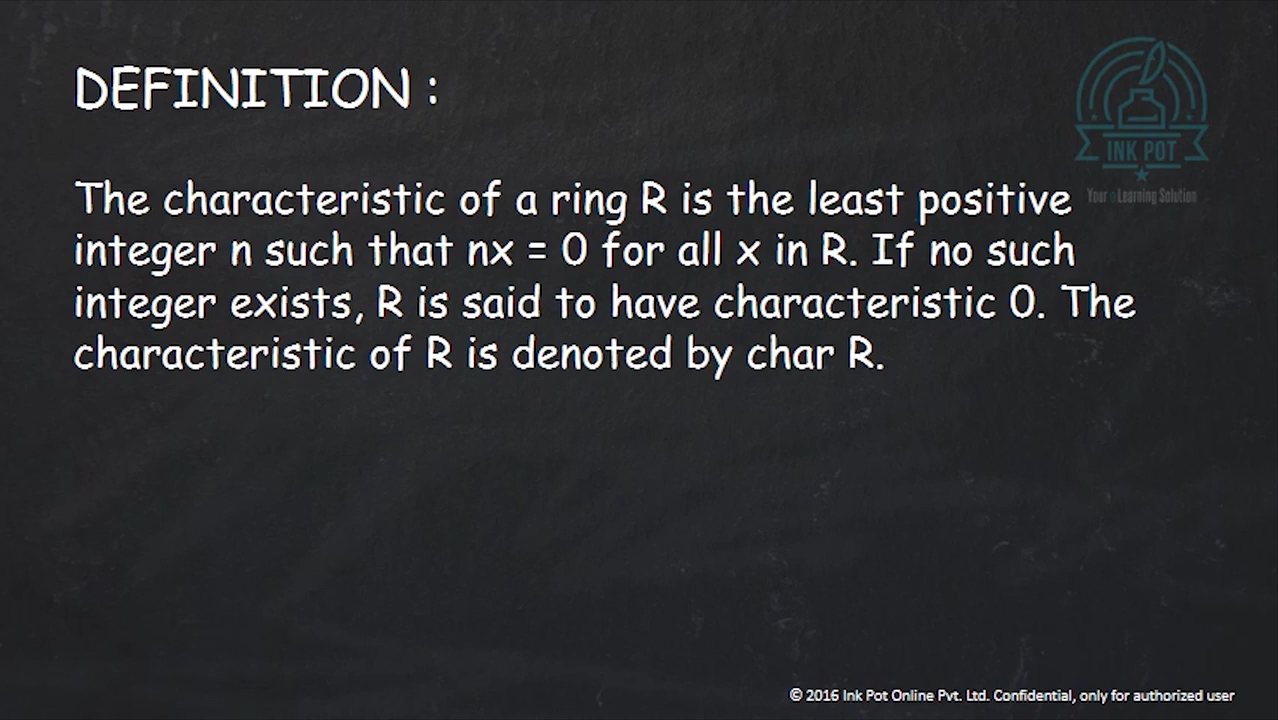 DEFINITION :
INK POT
Your eLearning Solution
The characteristic of a ring R is the least positive
integer n such that nx = 0 for all x in R. If no such
integer exists, R is said to have characteristic 0. The
characteristic of R is denoted by char R.
© 2016 Ink Pot Online Pvt. Ltd. Confidential, only for authorized user